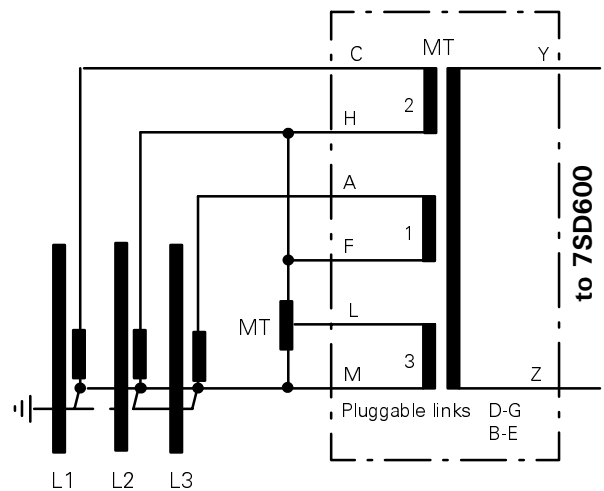 C
MT
Y
2
H
A
1
F
to 7SD600
L
MT
3
M
Z
Pluggable links
D-G
B-E
L1
L2
L3